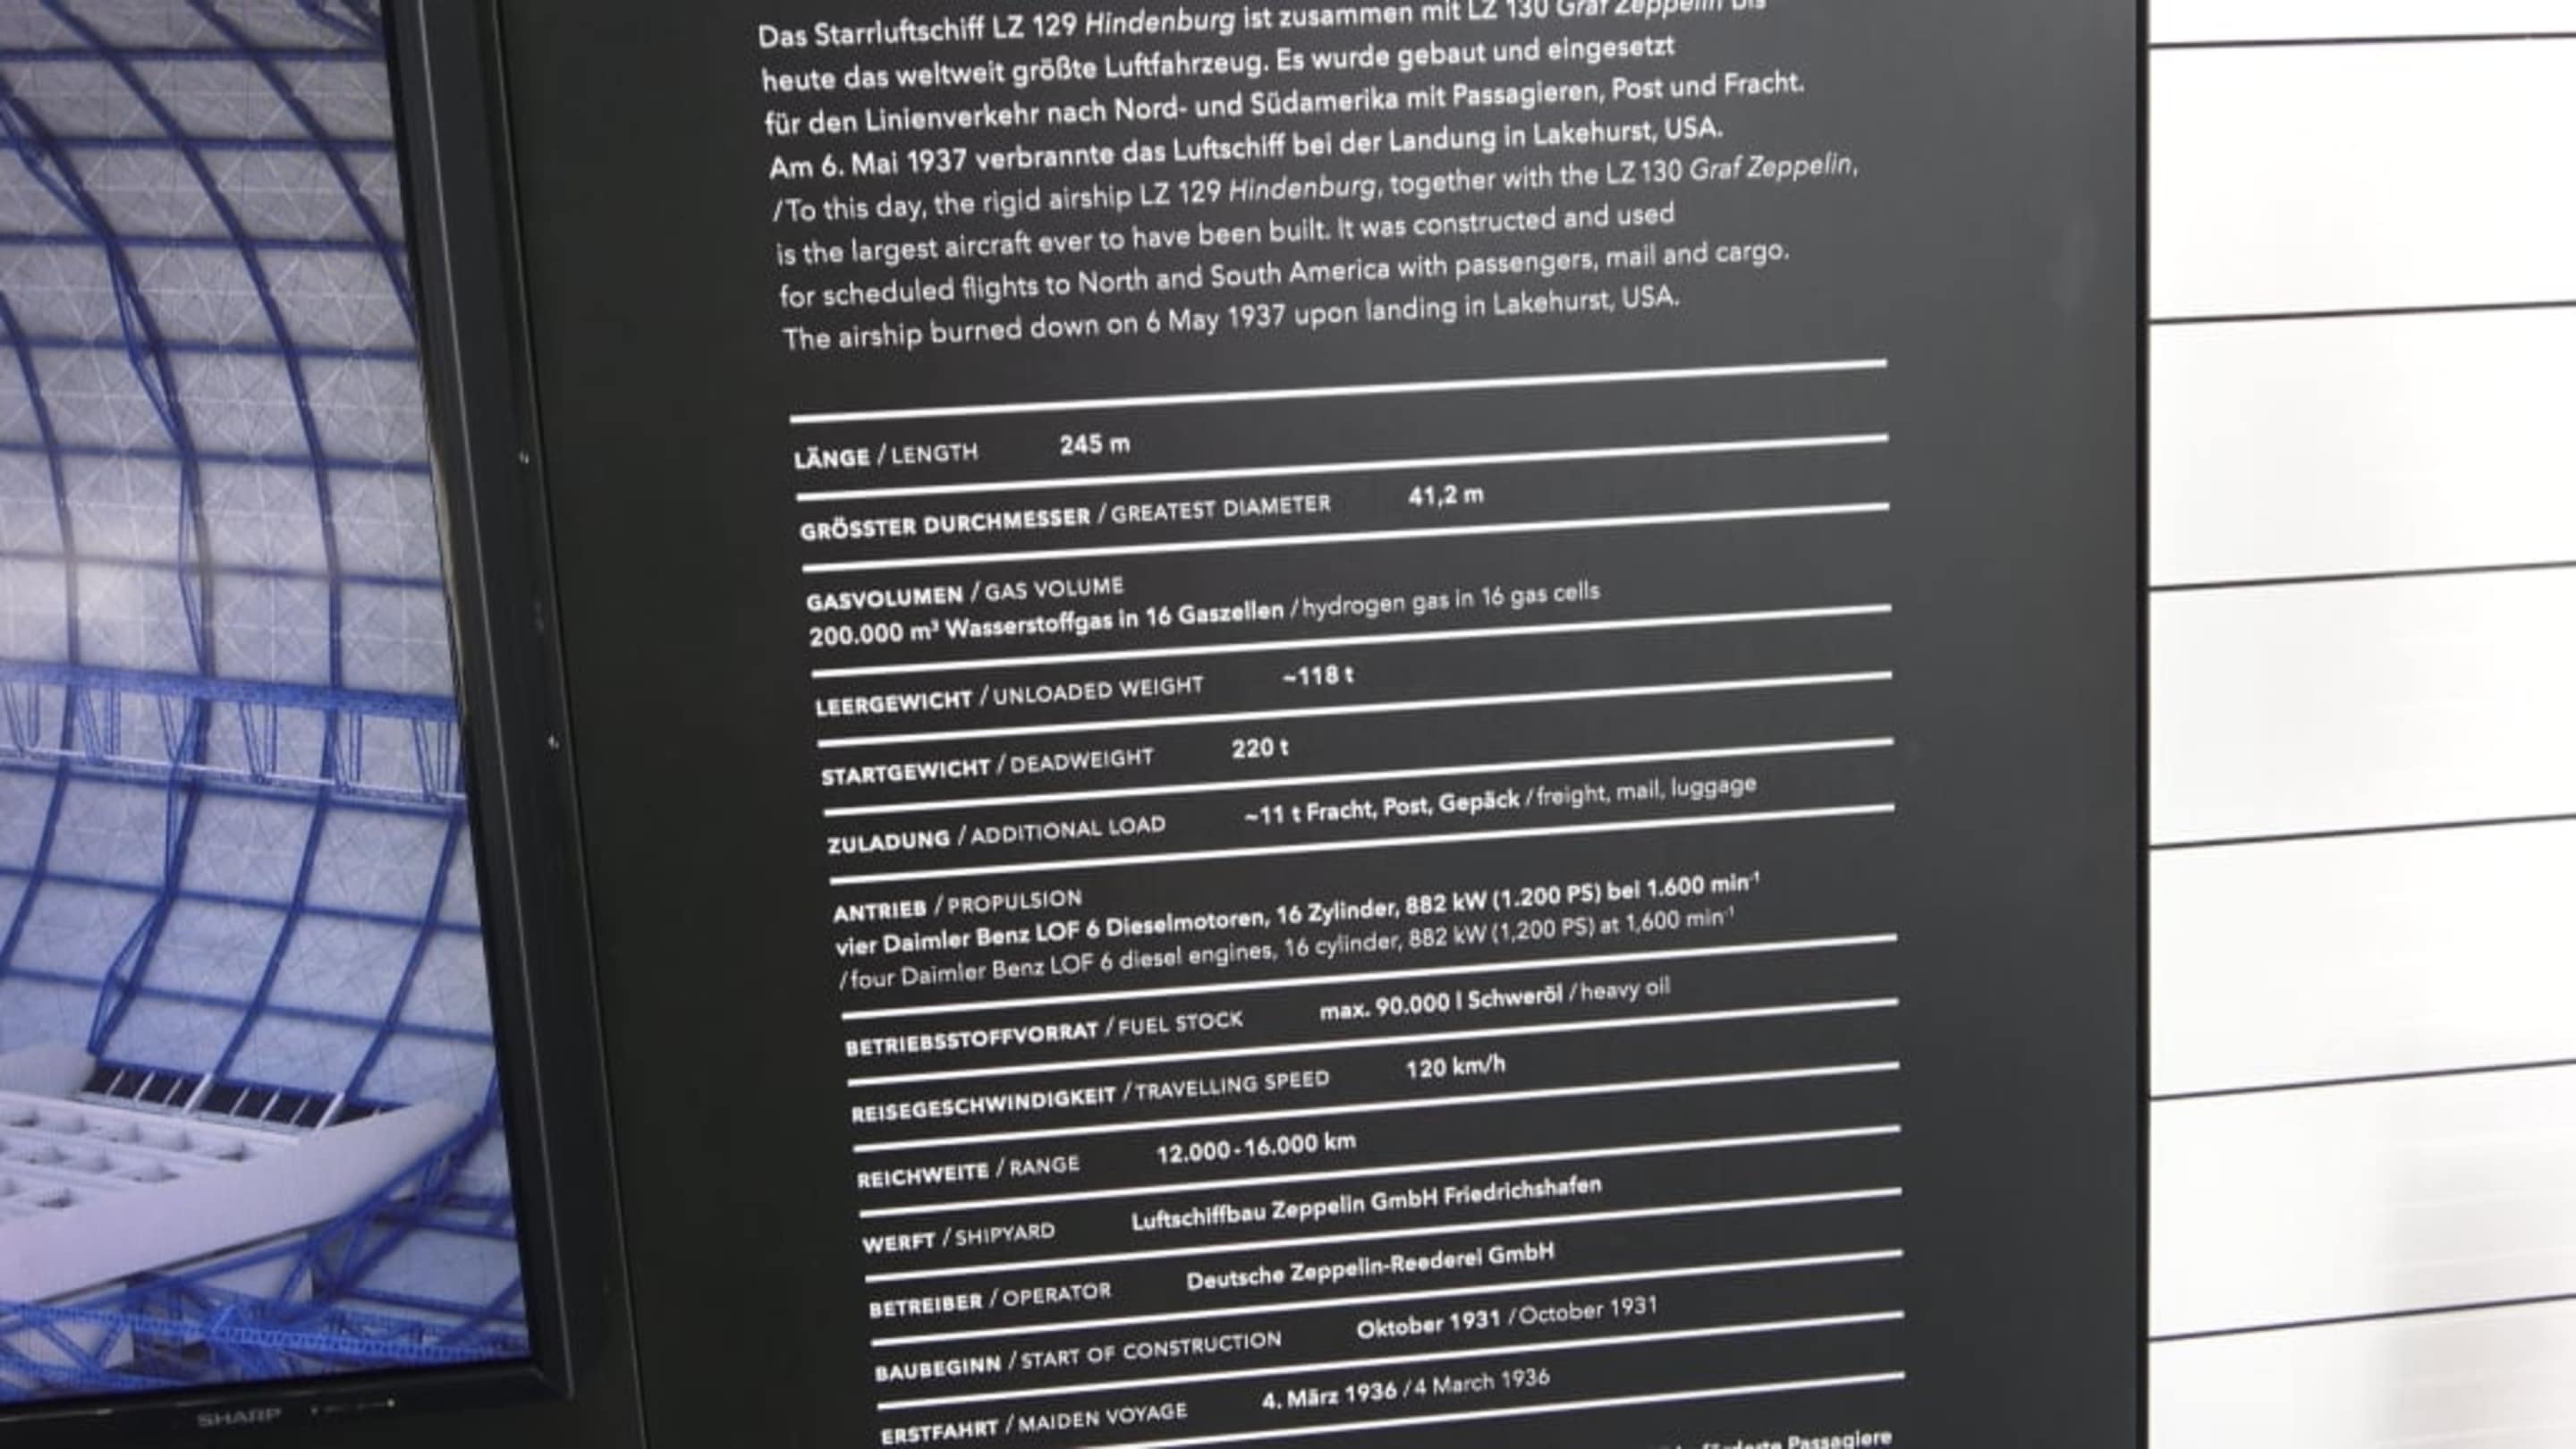 Das Starrluftschiff LZ 129 Hindenburg ist zusammen mit LZ 130 Graf Zeppelin bis
heute das weltweit größte Luftfahrzeug. Es wurde gebaut und eingesetzt
für den Linienverkehr nach Nord- und Südamerika mit Passagieren, Post und Fracht.
Am 6. Mai 1937 verbrannte das Luftschiff bei der Landung in Lakehurst, USA.
/To this day, the rigid airship LZ 129 Hindenburg, together with the LZ 130 Graf Zeppelin,
is the largest aircraft ever to have been built. It was constructed and used
for scheduled flights to North and South America with passengers, mail and cargo.
The airship burned down on 6 May 1937 upon landing in Lakehurst, USA.
LÄNGE / LENGTH 245 m
GRÖSSTER DURCHMESSER / GREATEST DIAMETER 41,2 m
GASVOLUMEN / GAS VOLUME
200.000 m³ Wasserstoffgas in 16 Gaszellen / hydrogen gas in 16 gas cells
LEERGEWICHT / UNLOADED WEIGHT ~118 t
STARTGEWICHT / DEADWEIGHT 220 t
ZULADUNG / ADDITIONAL LOAD ~11 t Fracht, Post, Gepäck / freight, mail, luggage
ANTRIEB / PROPULSION
vier Daimler Benz LOF 6 Dieselmotoren, 16 Zylinder, 882 kW (1.200 PS) bei 1.600 min⁻¹
/four Daimler Benz LOF 6 diesel engines, 16 cylinder, 882 kW (1,200 PS) at 1,600 min⁻¹
BETRIEBSSTOFFVORRAT / FUEL STOCK max. 90.000 l Schweröl / heavy oil
REISEGESCHWINDIGKEIT / TRAVELLING SPEED 120 km/h
REICHWEITE / RANGE 12.000-16.000 km
WERFT / SHIPYARD Luftschiffbau Zeppelin GmbH Friedrichshafen
BETREIBER / OPERATOR Deutsche Zeppelin-Reederei GmbH
BAUBEGINN / START OF CONSTRUCTION Oktober 1931 / October 1931
ERSTFAHRT / MAIDEN VOYAGE 4. März 1936 / 4 March 1936
Passagiere
SHARP